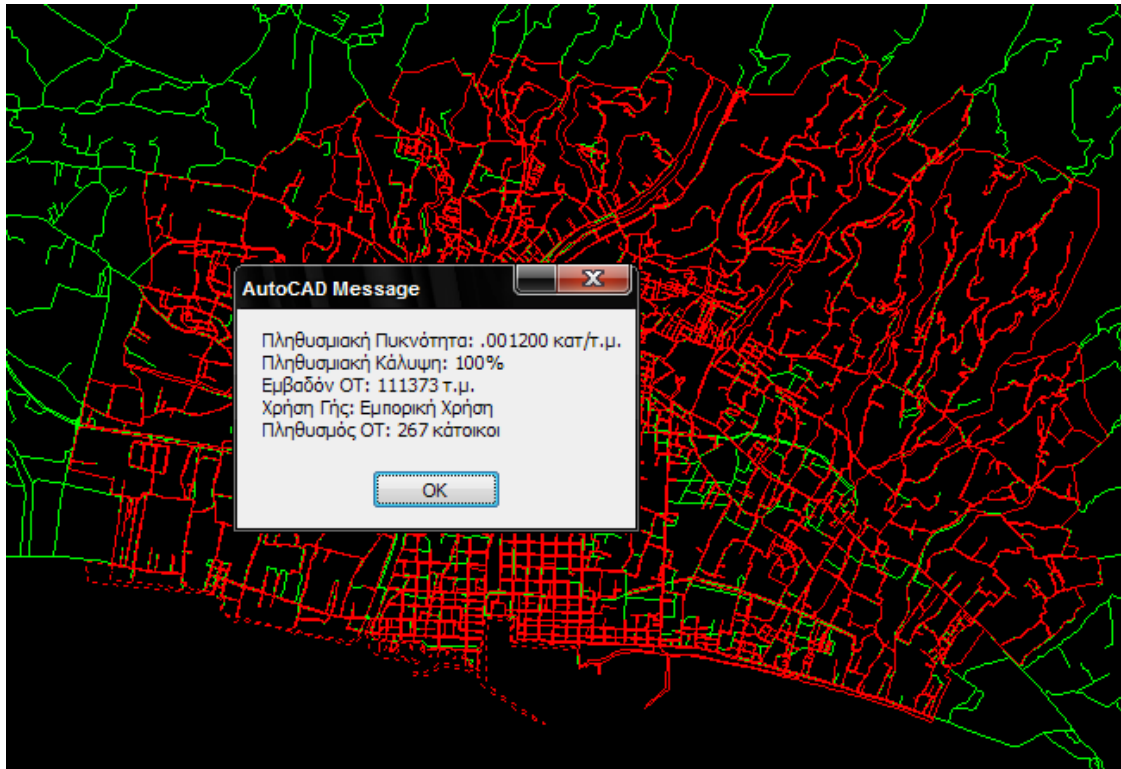 AutoCAD Message
Πληθυσμιακή Πυκνότητα: .001200 κατ/τ.μ.
Πληθυσμιακή Κάλυψη: 100%
Εμβαδόν ΟΤ: 111373 τ.μ.
Χρήση Γής: Εμπορική Χρήση
Πληθυσμός ΟΤ: 267 κάτοικοι
OK